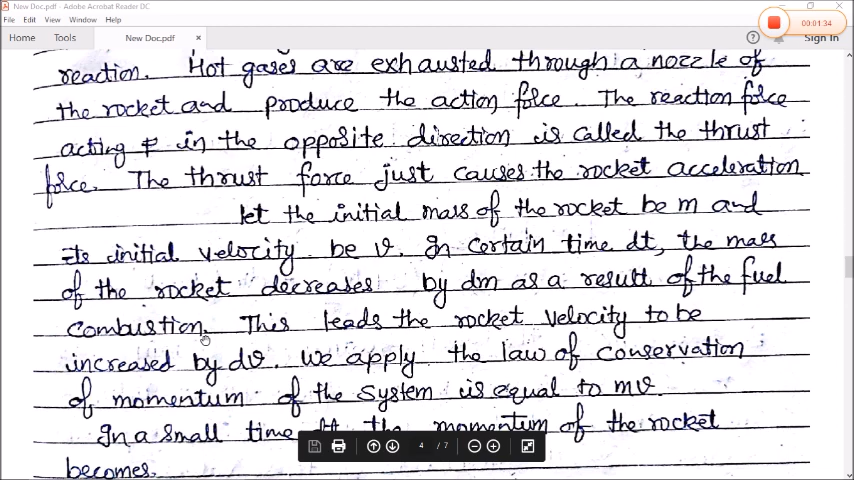 New Doc.pdf - Adobe Acrobat Reader DC
File Edit View Window Help
00:01:34
Home Tools New Doc.pdf × Sign In
reaction. Hot gases are exhausted through a nozzle of
the rocket and produce the action force. The reaction force
acting in the opposite direction is called the thrust
force. The thrust force just causes the rocket acceleration
let the initial mass of the rocket be m and
its initial velocity be v. In certain time dt, the mass
of the rocket decreases by dm as a result of the fuel
Combustion. This leads the rocket velocity to be
increased by dv. We apply the law of conservation
of momentum of the system is equal to mv.
In a small time dt the momentum of the rocket
becomes.
4 / 7